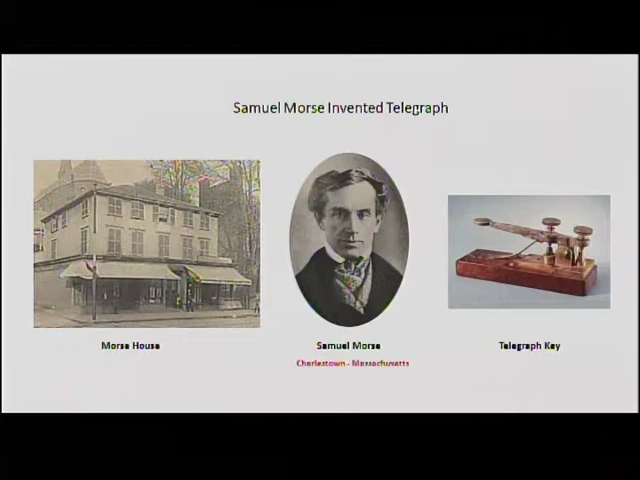 Samuel Morse Invented Telegraph
Morse House
Samuel Morse
Telegraph Key
Charlestown - Massachusetts